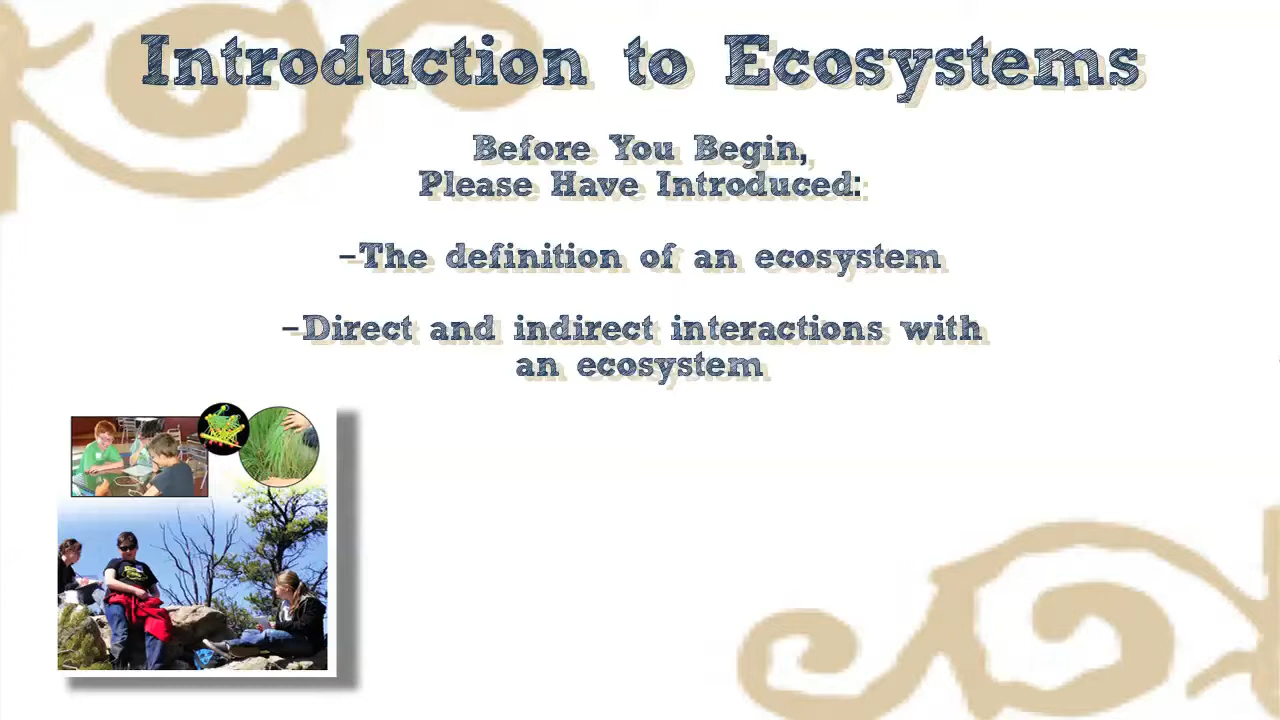 Introduction to Ecosystems
Before You Begin,
Please Have Introduced:
-The definition of an ecosystem
-Direct and indirect interactions with
an ecosystem